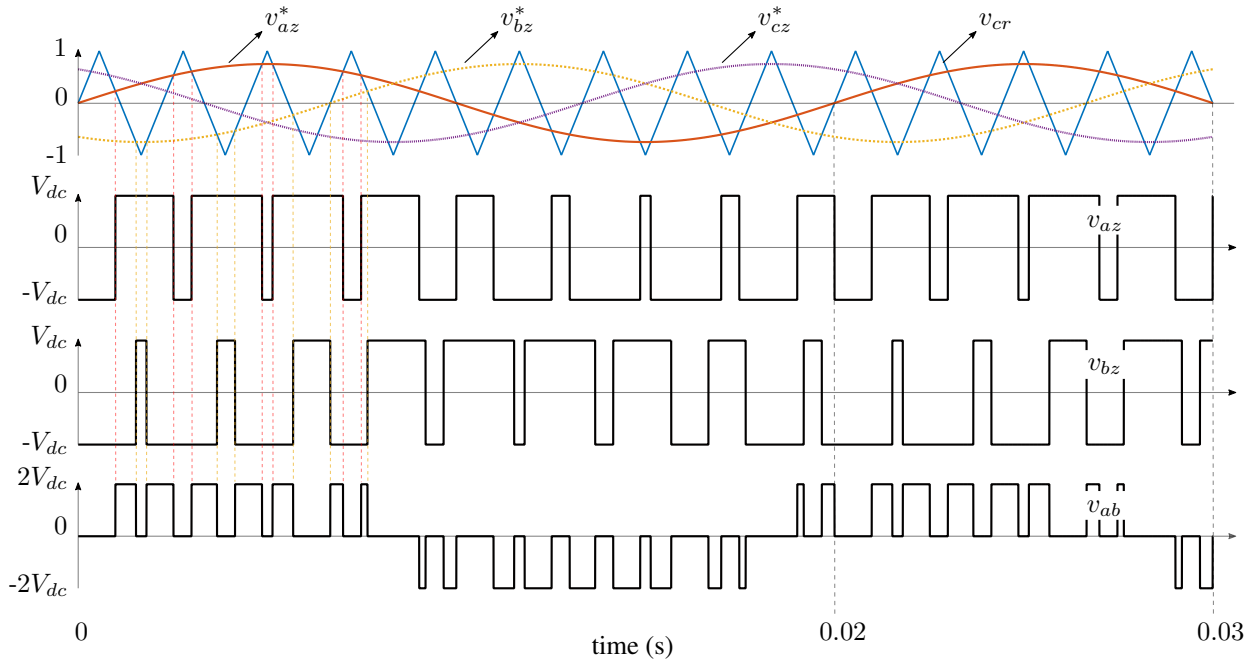 v*az v*bz v*cz vcr
1
0
-1
Vdc
0
-Vdc
vaz
Vdc
0
-Vdc
vbz
2Vdc
0
-2Vdc
vab
0 0.02 0.03
time (s)